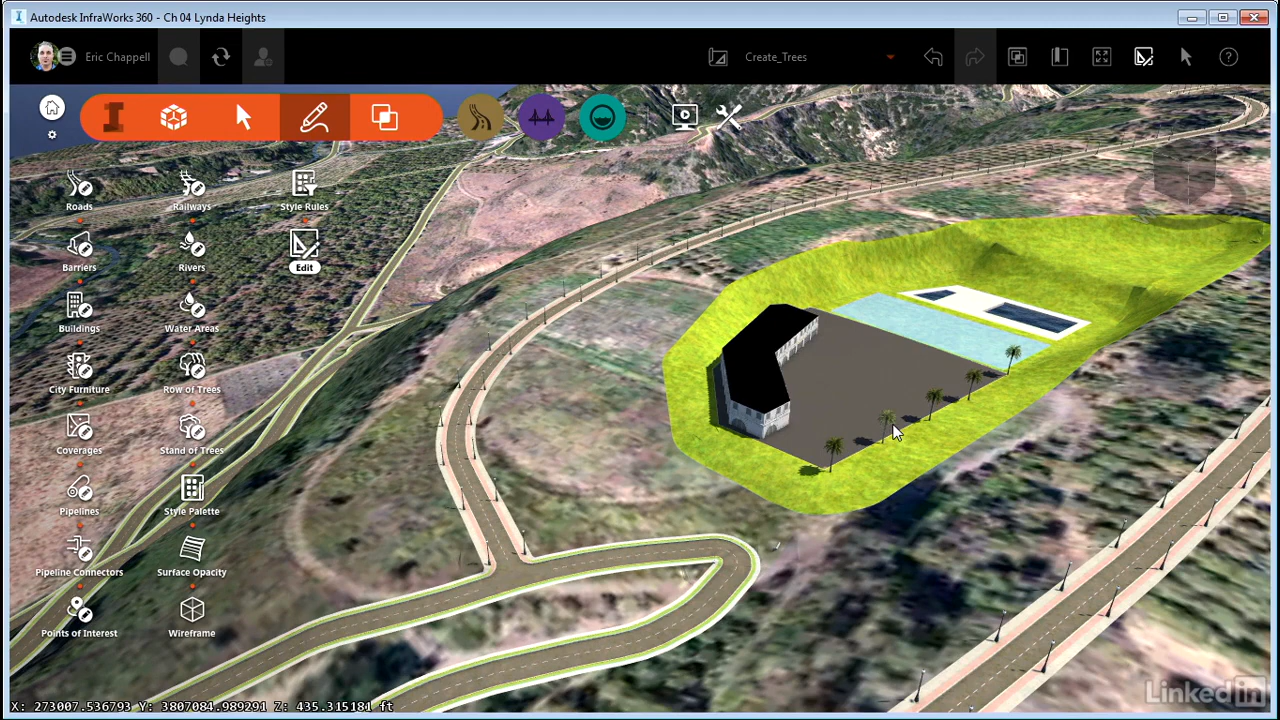 Autodesk InfraWorks 360 - Ch 04 Lynda Heights
Eric Chappell
Create_Trees
Roads
Railways
Style Rules
Barriers
Rivers
Edit
Buildings
Water Areas
City Furniture
Row of Trees
Coverages
Stand of Trees
Pipelines
Style Palette
Pipeline Connectors
Surface Opacity
Points of Interest
Wireframe
X: 273007.536793 Y: 3807084.989291 Z: 435.315181 ft
Linked in